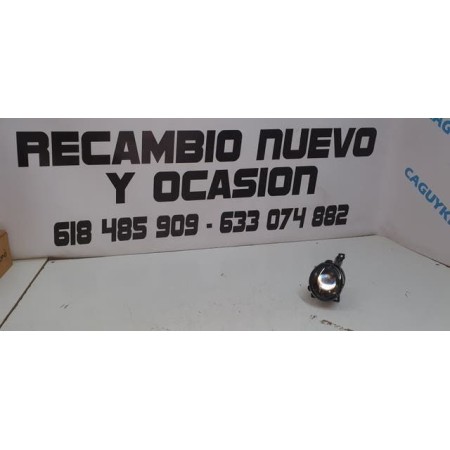 RECAMBIO NUEVO
Y OCASION
618 485 909 - 633 074 882